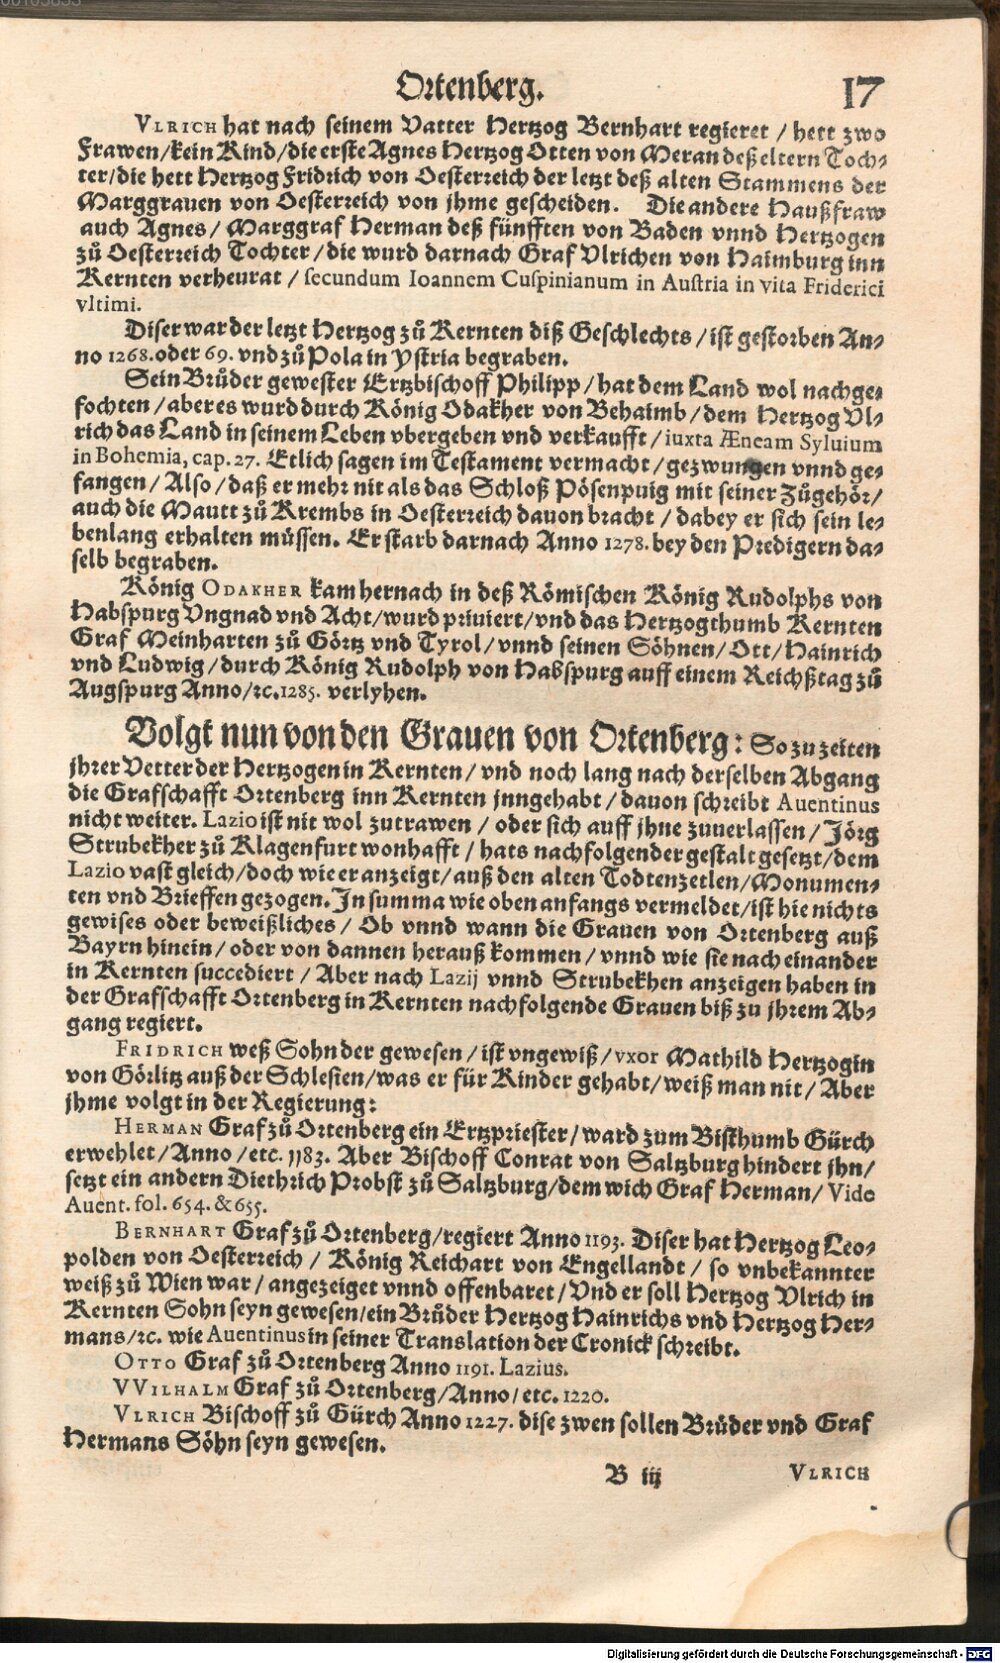 Ortenberg.
17
VLRICH hat nach seinem Vatter Hertzog Bernhart regieret / hett zwo
Frawen/kein Kind/die erste Agnes Hertzog Otten von Meran deß eltern Toch-
ter/die hett Hertzog Fridrich von Oesterreich der letzt deß alten Stammens der
Marggrauen von Oesterreich von jhme gescheiden. Die andere Haußfraw
auch Agnes / Marggraf Herman deß fünfften von Baden vnnd Hertzogen
zů Oesterreich Tochter / die wurd darnach Graf Vlrichen von Haimburg inn
Kernten verheurat / secundum Ioannem Cuspinianum in Austria in vita Friderici
vltimi.
Diser war der letzt Hertzog zů Kernten diß Geschlechts / ist gestorben An-
no 1268. oder 69. vnd zů Pola in Ystria begraben.
Sein Brůder gewester Ertzbischoff Philipp / hat dem Land wol nachge-
fochten / aber es wurd durch König Odakher von Behaimb / dem Hertzog Vl-
rich das Land in seinem Leben vbergeben vnd verkaufft / iuxta Æneam Syluium
in Bohemia, cap. 27. Etlich sagen im Testament vermacht / gezwungen vnnd ge-
fangen / Also / daß er mehr nit als das Schloß Pösenpuig mit seiner Zůgehör /
auch die Mautt zů Krembs in Oesterreich dauon bracht / dabey er sich sein le-
benlang erhalten müssen. Er starb darnach Anno 1278. bey den Predigern da-
selb begraben.
König ODAKHER kam hernach in deß Römischen König Rudolphs von
Habspurg Vngnad vnd Acht/wurd priuiert/vnd das Hertzogthumb Kernten
Graf Meinharten zů Görtz vnd Tyrol / vnnd seinen Söhnen / Ott / Hainrich
vnd Ludwig / durch König Rudolph von Habspurg auff einem Reichßtag zů
Augspurg Anno/ꝛc. 1285. verlyhen.
Volgt nun von den Grauen von Ortenberg: So zu zeiten
jhrer Vetter der Hertzogen in Kernten / vnd noch lang nach derselben Abgang
die Grafschafft Ortenberg inn Kernten jnngehabt / dauon schreibt Auentinus
nicht weiter. Lazio ist nit wol zutrawen / oder sich auff jhne zuuerlassen / Jörg
Strubekher zů Klagenfurt wonhafft / hats nachfolgender gestalt gesetzt / dem
Lazio vast gleich / doch wie er anzeigt / auß den alten Todtenzetlen / Monumen-
ten vnd Brieffen gezogen. In summa wie oben anfangs vermeldet / ist hie nichts
gewises oder beweißliches / Ob vnnd wann die Grauen von Ortenberg auß
Bayrn hinein / oder von dannen herauß kommen / vnnd wie sie nach einander
in Kernten succediert / Aber nach Lazij vnnd Strubekhen anzeigen haben in
der Grafschafft Ortenberg in Kernten nachfolgende Grauen biß zu jhrem Ab-
gang regiert.
FRIDRICH weß Sohn der gewesen / ist vngewiß / vxor Mathild Hertzogin
von Görlitz auß der Schlesien / was er für Kinder gehabt / weiß man nit / Aber
jhme volgt in der Regierung:
HERMAN Graf zů Ortenberg ein Ertzpriester / ward zum Bisthumb Gürch
erwehlet / Anno / etc. 1183. Aber Bischoff Conrat von Saltzburg hindert jhn /
setzt ein andern Diethrich Probst zů Saltzburg / dem wich Graf Herman / Vide
Auent. fol. 654. & 655.
BERNHART Graf zů Ortenberg / regiert Anno 1193. Diser hat Hertzog Leo-
polden von Oesterreich / König Reichart von Engellandt / so vnbekannter
weiß zů Wien war / angezeiget vnnd offenbaret / Vnd er soll Hertzog Vlrich in
Kernten Sohn seyn gewesen / ein Brůder Hertzog Hainrichs vnd Hertzog Her-
mans / ꝛc. wie Auentinus in seiner Translation der Cronick schreibt.
OTTO Graf zů Ortenberg Anno 1191. Lazius.
VVILHALM Graf zů Ortenberg / Anno / etc. 1220.
VLRICH Bischoff zů Gürch Anno 1227. dise zwen sollen Brůder vnd Graf
Hermans Söhn seyn gewesen.
B iij
VLRICH
Digitalisierung gefördert durch die Deutsche Forschungsgemeinschaft - DFG